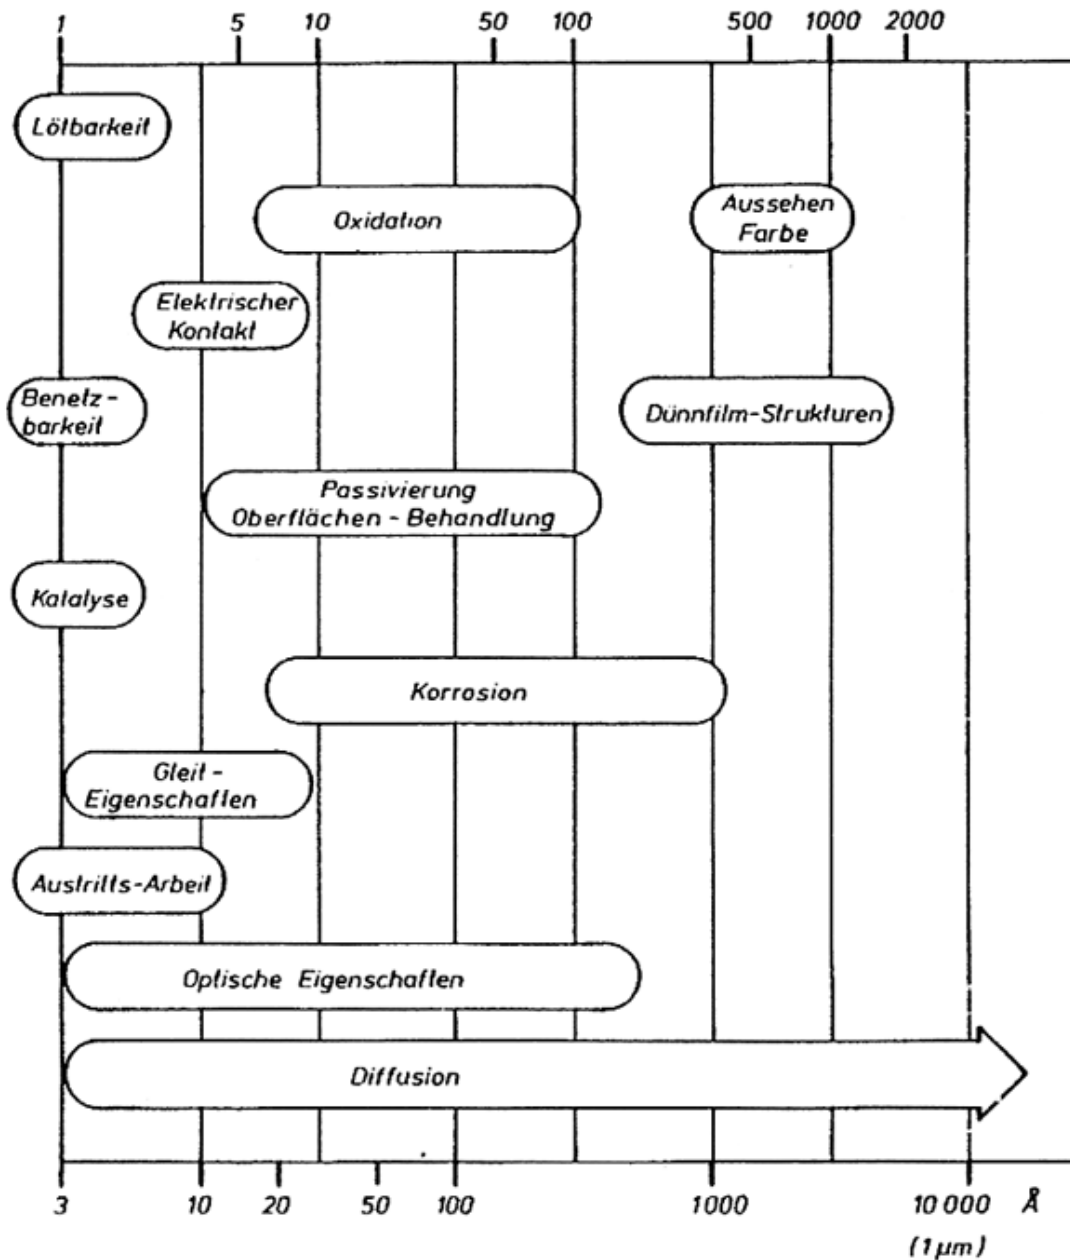 1 5 10 50 100 500 1000 2000
Lötbarkeit
Oxidation
Aussehen
Farbe
Elektrischer
Kontakt
Benetz-
barkeit
Dünnfilm-Strukturen
Passivierung
Oberflächen-Behandlung
Katalyse
Korrosion
Gleit-
Eigenschaften
Austritts-Arbeit
Optische Eigenschaften
Diffusion
3 10 20 50 100 1000 10 000 Å
(1 µm)